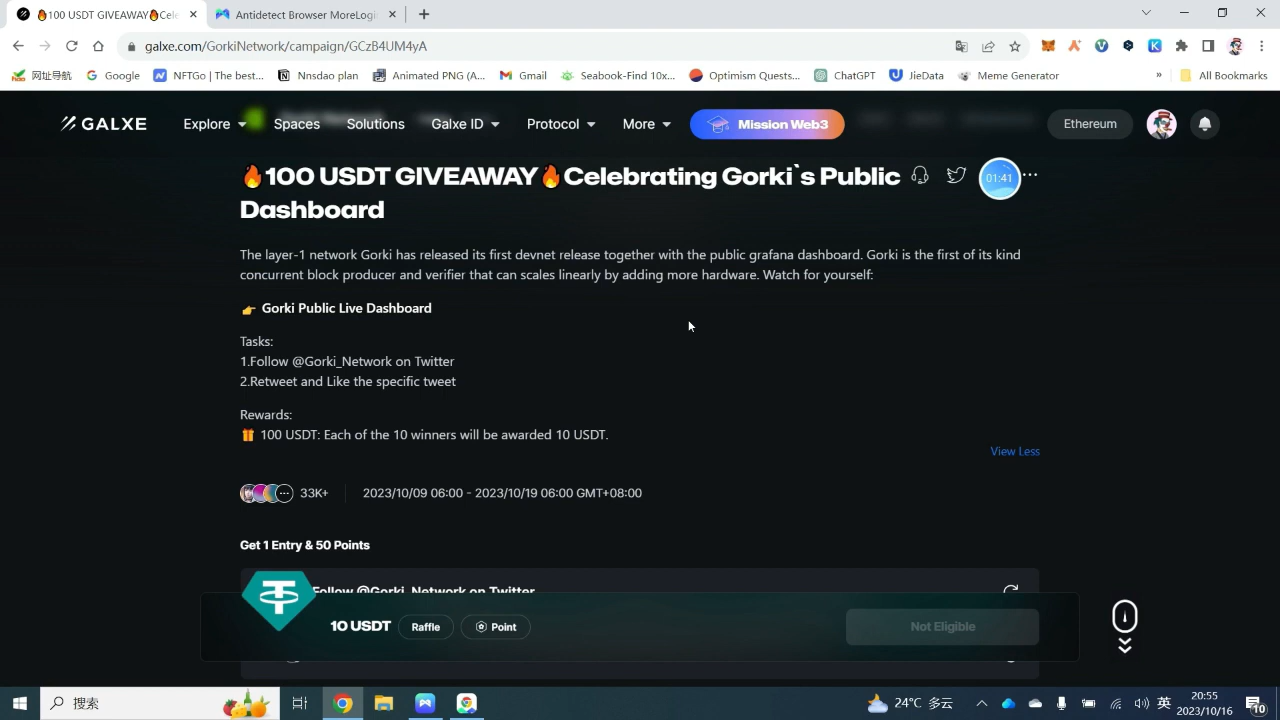 🔥100 USDT GIVEAWAY🔥Cele
Antidetect Browser MoreLogi
galxe.com/GorkiNetwork/campaign/GCzB4UM4yA
网址导航
Google
NFTGo | The best...
Nnsdao plan
Animated PNG (A...
Gmail
Seabook-Find 10x...
Optimism Quests...
ChatGPT
JieData
Meme Generator
»
All Bookmarks
GALXE
Explore
Spaces
Solutions
Galxe ID
Protocol
More
Mission Web3
Ethereum
🔥100 USDT GIVEAWAY🔥Celebrating Gorki`s Public
Dashboard
01:41
The layer-1 network Gorki has released its first devnet release together with the public grafana dashboard. Gorki is the first of its kind
concurrent block producer and verifier that can scales linearly by adding more hardware. Watch for yourself:
👉 Gorki Public Live Dashboard
Tasks:
1.Follow @Gorki_Network on Twitter
2.Retweet and Like the specific tweet
Rewards:
🎁 100 USDT: Each of the 10 winners will be awarded 10 USDT.
View Less
33K+
2023/10/09 06:00 - 2023/10/19 06:00 GMT+08:00
Get 1 Entry & 50 Points
Follow @Gorki_Network on Twitter
10 USDT
Raffle
Point
Not Eligible
搜索
24°C 多云
英
20:55
2023/10/16
10